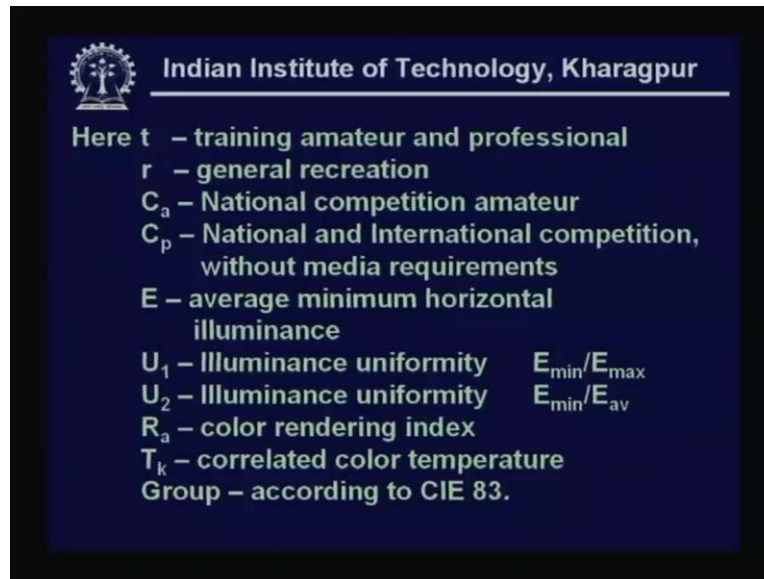 Indian Institute of Technology, Kharagpur
Here t – training amateur and professional
r – general recreation
Ca – National competition amateur
Cp – National and International competition,
without media requirements
E – average minimum horizontal
illuminance
U1 – Illuminance uniformity Emin/Emax
U2 – Illuminance uniformity Emin/Eav
Ra – color rendering index
Tk – correlated color temperature
Group – according to CIE 83.